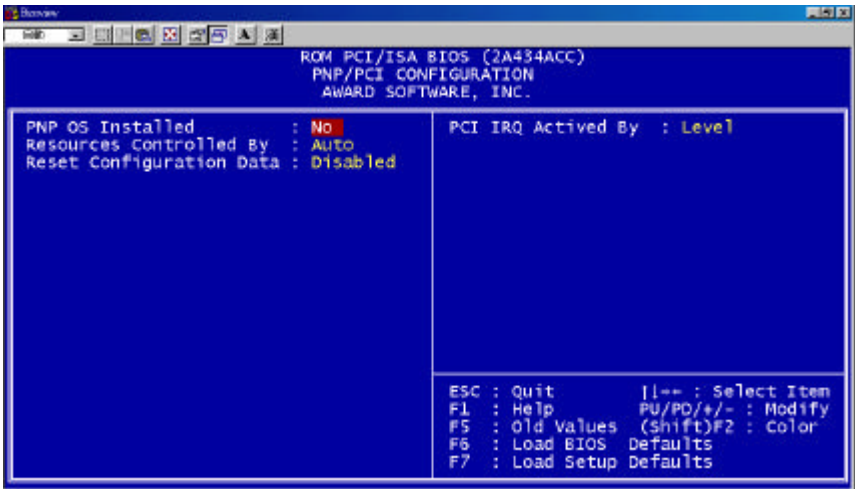 ROM PCI/ISA BIOS (2A434ACC)
PNP/PCI CONFIGURATION
AWARD SOFTWARE, INC.
PNP OS Installed : No
Resources Controlled By : Auto
Reset Configuration Data : Disabled
PCI IRQ Actived By : Level
ESC : Quit ↑↓→← : Select Item
F1 : Help PU/PD/+/- : Modify
F5 : Old Values (Shift)F2 : Color
F6 : Load BIOS Defaults
F7 : Load Setup Defaults